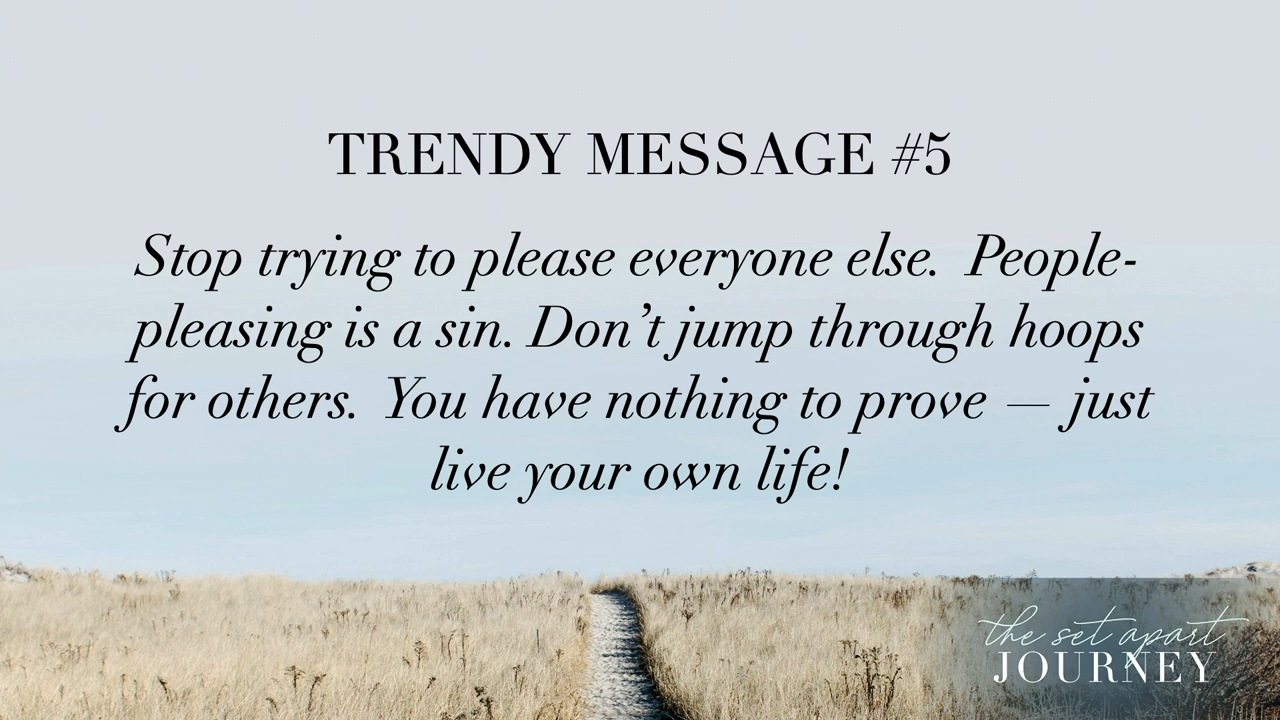 TRENDY MESSAGE #5
Stop trying to please everyone else.  People-
pleasing is a sin. Don’t jump through hoops
for others.  You have nothing to prove — just
live your own life!
the set apart
JOURNEY